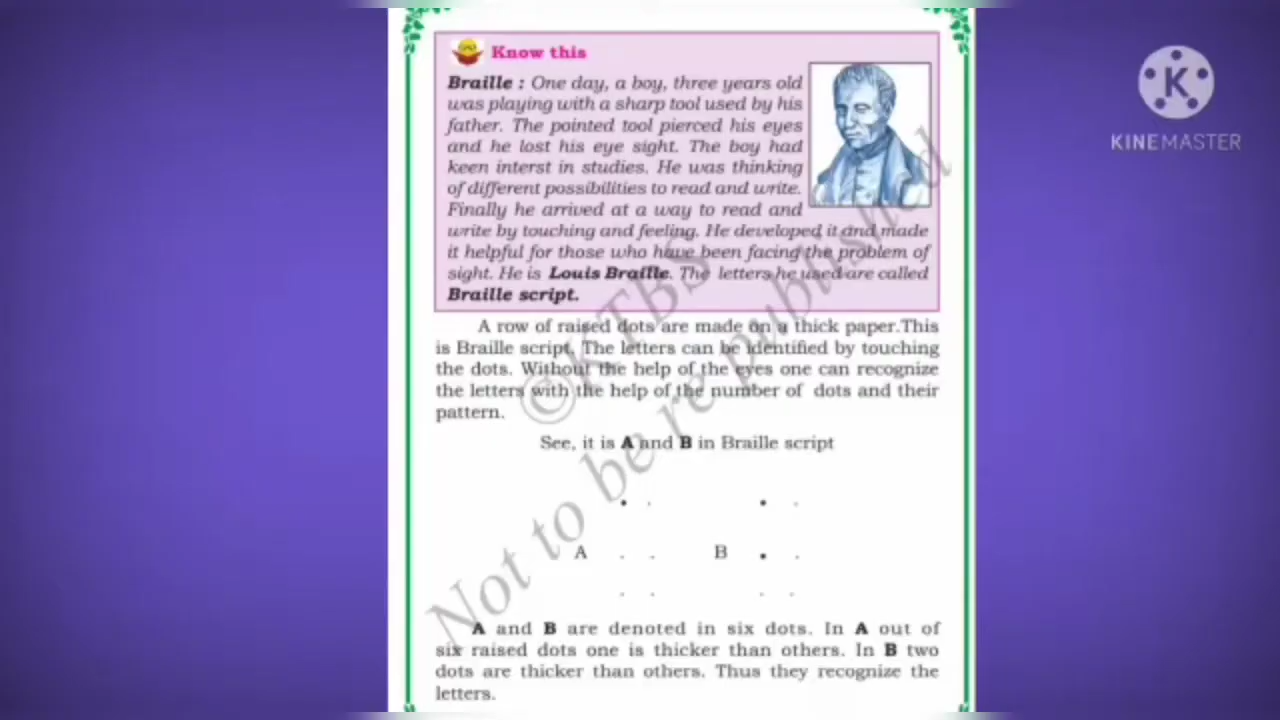 Know this
Braille : One day, a boy, three years old
was playing with a sharp tool used by his
father. The pointed tool pierced his eyes
and he lost his eye sight. The boy had
keen interst in studies. He was thinking
of different possibilities to read and write.
Finally he arrived at a way to read and
write by touching and feeling. He developed it and made
it helpful for those who have been facing the problem of
sight. He is Louis Braille. The letters he used are called
Braille script.
A row of raised dots are made on a thick paper.This
is Braille script. The letters can be identified by touching
the dots. Without the help of the eyes one can recognize
the letters with the help of the number of dots and their
pattern.
See, it is A and B in Braille script
A B
A and B are denoted in six dots. In A out of
six raised dots one is thicker than others. In B two
dots are thicker than others. Thus they recognize the
letters.
©KTBS
Not to be re published
K
KINEMASTER